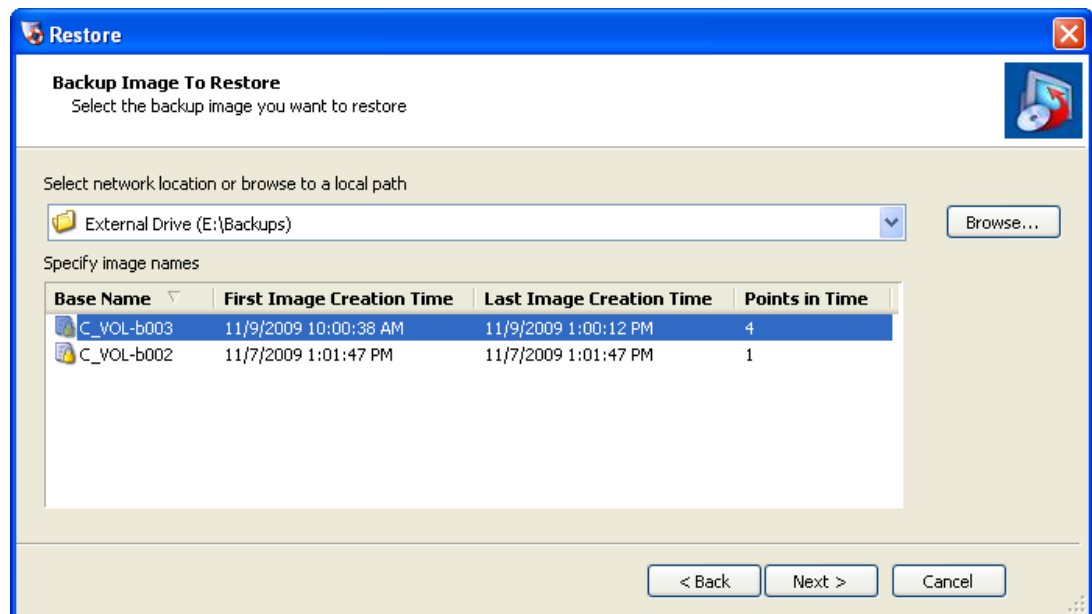 Restore
Backup Image To Restore
Select the backup image you want to restore
Select network location or browse to a local path
External Drive (E:\Backups)
Browse...
Specify image names
Base Name First Image Creation Time Last Image Creation Time Points in Time
C_VOL-b003 11/9/2009 10:00:38 AM 11/9/2009 1:00:12 PM 4
C_VOL-b002 11/7/2009 1:01:47 PM 11/7/2009 1:01:47 PM 1
< Back Next > Cancel